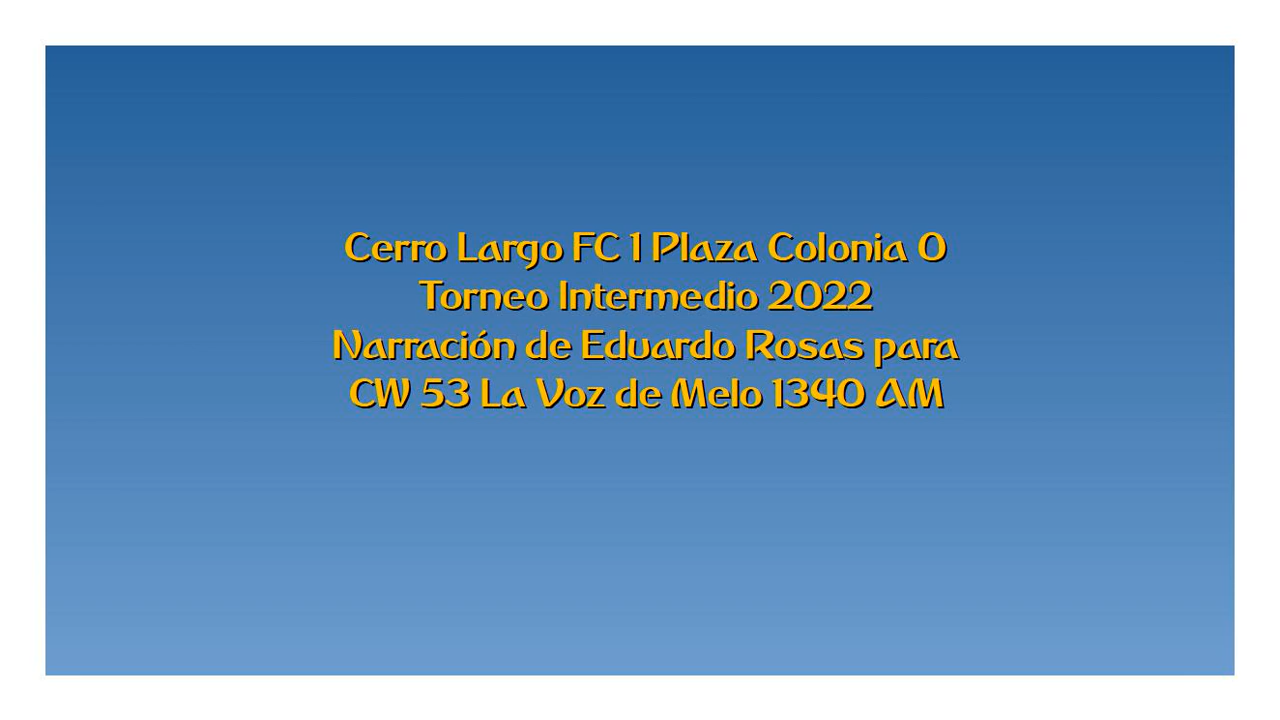 Cerro Largo FC 1 Plaza Colonia 0
Torneo Intermedio 2022
Narración de Eduardo Rosas para
CW 53 La Voz de Melo 1340 AM